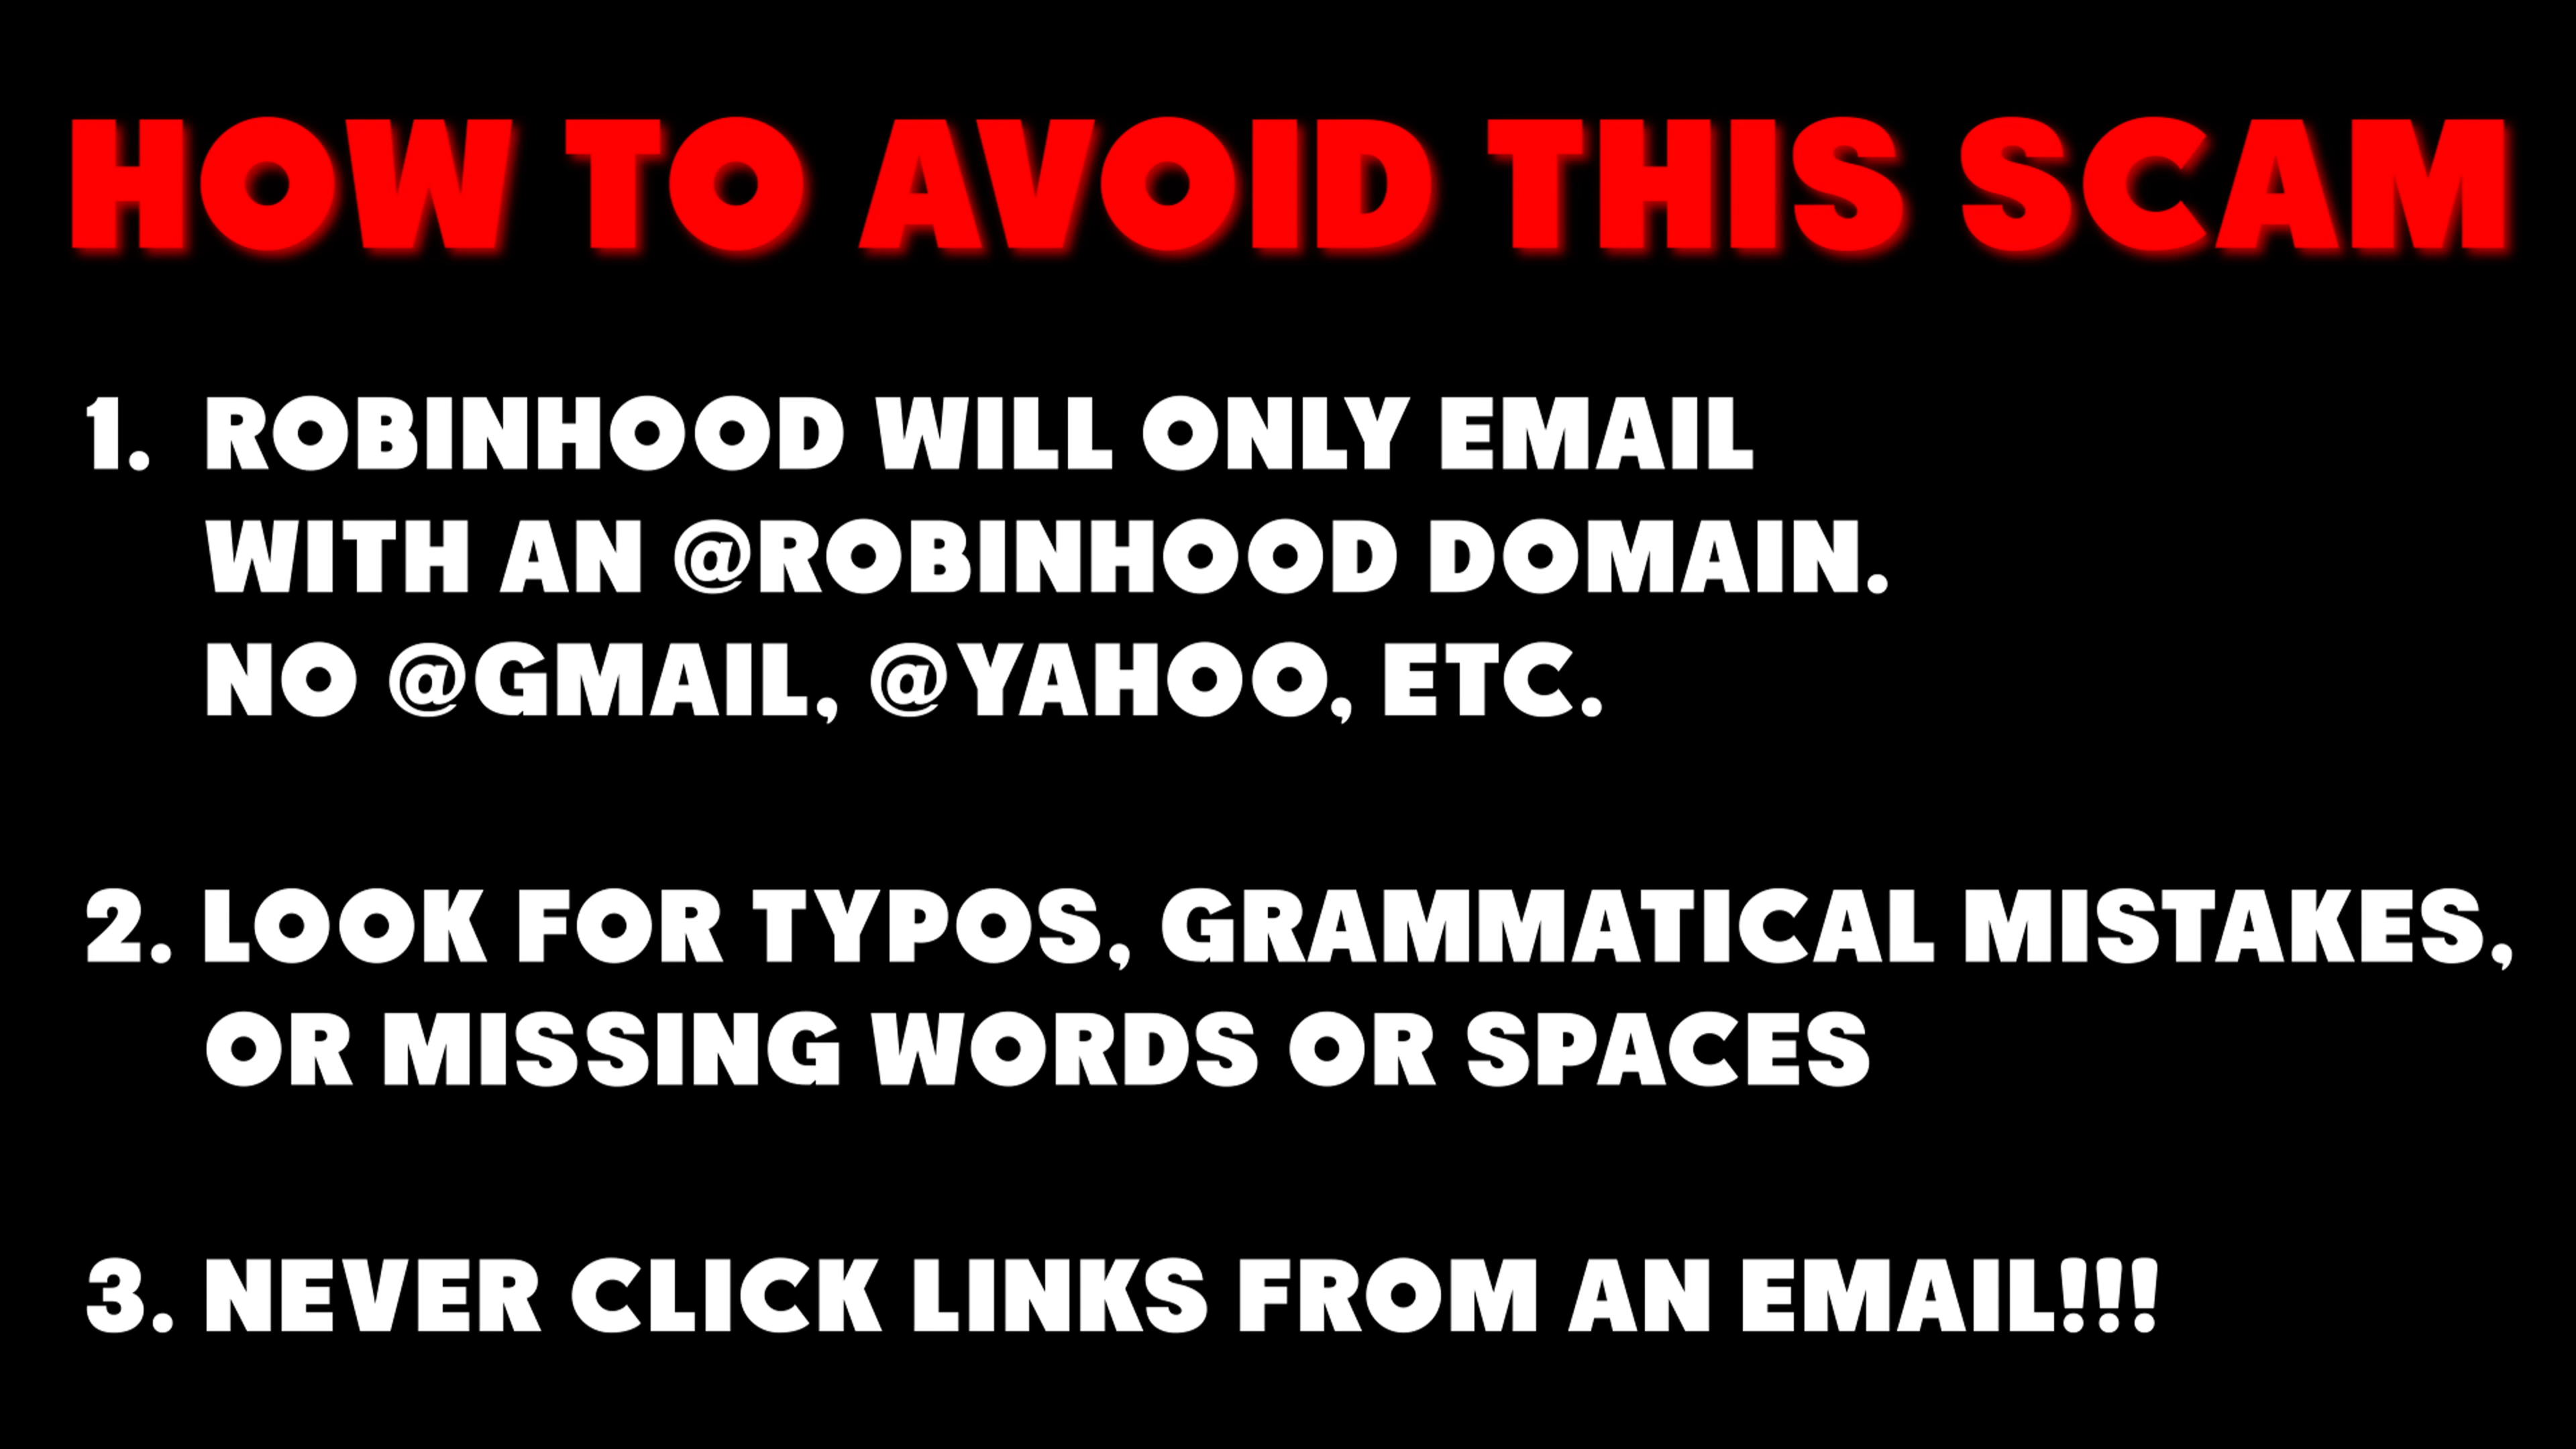 HOW TO AVOID THIS SCAM
1. ROBINHOOD WILL ONLY EMAIL
WITH AN @ROBINHOOD DOMAIN.
NO @GMAIL, @YAHOO, ETC.
2. LOOK FOR TYPOS, GRAMMATICAL MISTAKES,
OR MISSING WORDS OR SPACES
3. NEVER CLICK LINKS FROM AN EMAIL!!!